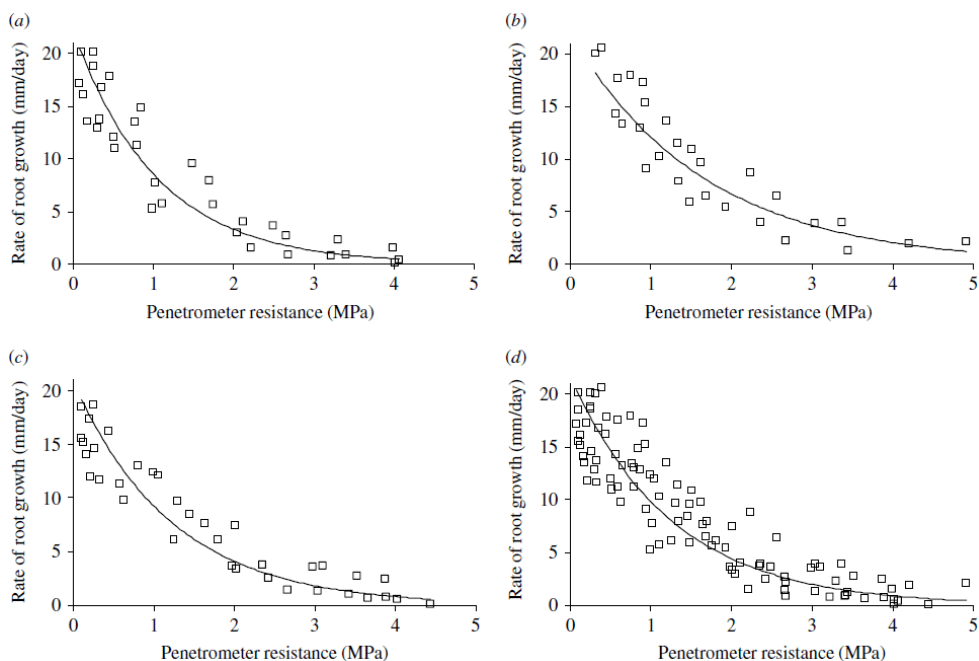 (a)
20
15
10
5
0
Rate of root growth (mm/day)
0 1 2 3 4 5
Penetrometer resistance (MPa)
(b)
20
15
10
5
0
Rate of root growth (mm/day)
0 1 2 3 4 5
Penetrometer resistance (MPa)
(c)
20
15
10
5
0
Rate of root growth (mm/day)
0 1 2 3 4 5
Penetrometer resistance (MPa)
(d)
20
15
10
5
0
Rate of root growth (mm/day)
0 1 2 3 4 5
Penetrometer resistance (MPa)